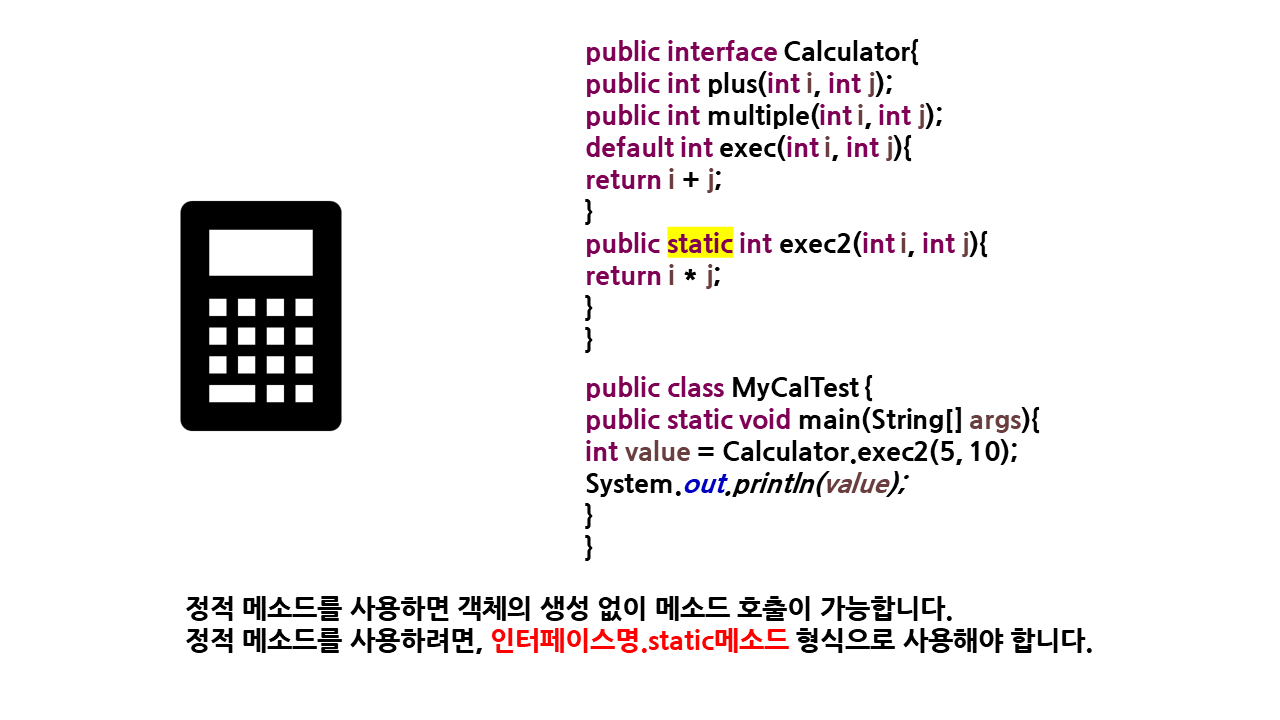 public interface Calculator{
public int plus(int i, int j);
public int multiple(int i, int j);
default int exec(int i, int j){
return i + j;
}
public static int exec2(int i, int j){
return i * j;
}
}
public class MyCalTest {
public static void main(String[] args){
int value = Calculator.exec2(5, 10);
System.out.println(value);
}
}
정적 메소드를 사용하면 객체의 생성 없이 메소드 호출이 가능합니다.
정적 메소드를 사용하려면, 인터페이스명.static메소드 형식으로 사용해야 합니다.